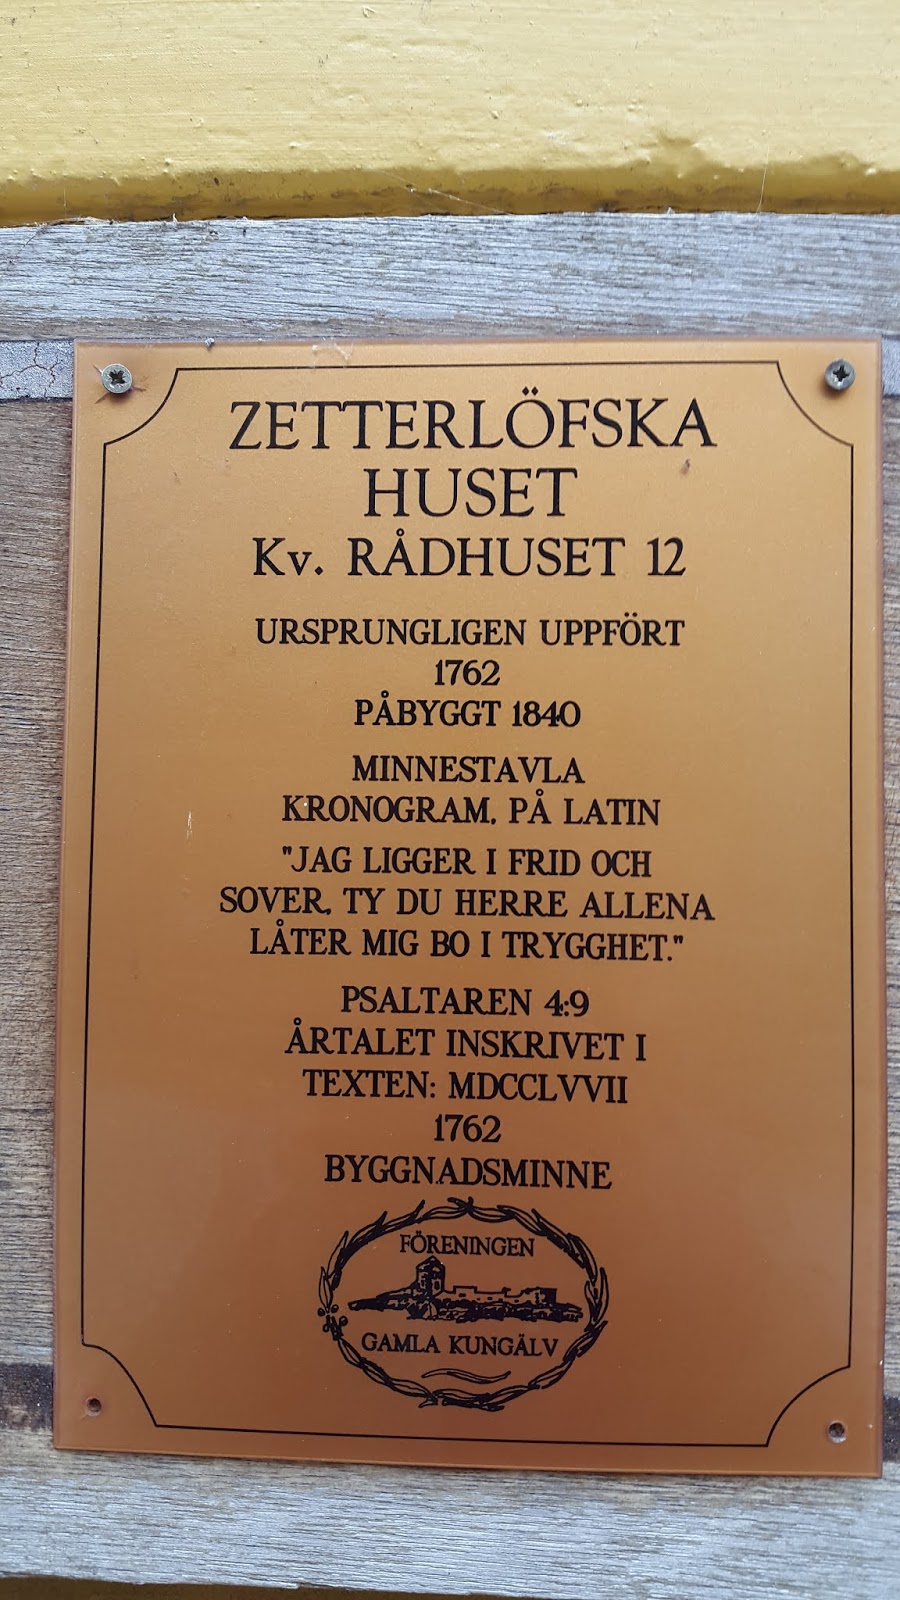 ZETTERLÖFSKA
HUSET
Kv. RÅDHUSET 12
URSPRUNGLIGEN UPPFÖRT
1762
PÅBYGGT 1840
MINNESTAVLA
KRONOGRAM. PÅ LATIN
"JAG LIGGER I FRID OCH
SOVER. TY DU HERRE ALLENA
LÅTER MIG BO I TRYGGHET."
PSALTAREN 4:9
ÅRTALET INSKRIVET I
TEXTEN: MDCCLVVII
1762
BYGGNADSMINNE
FÖRENINGEN
GAMLA KUNGÄLV